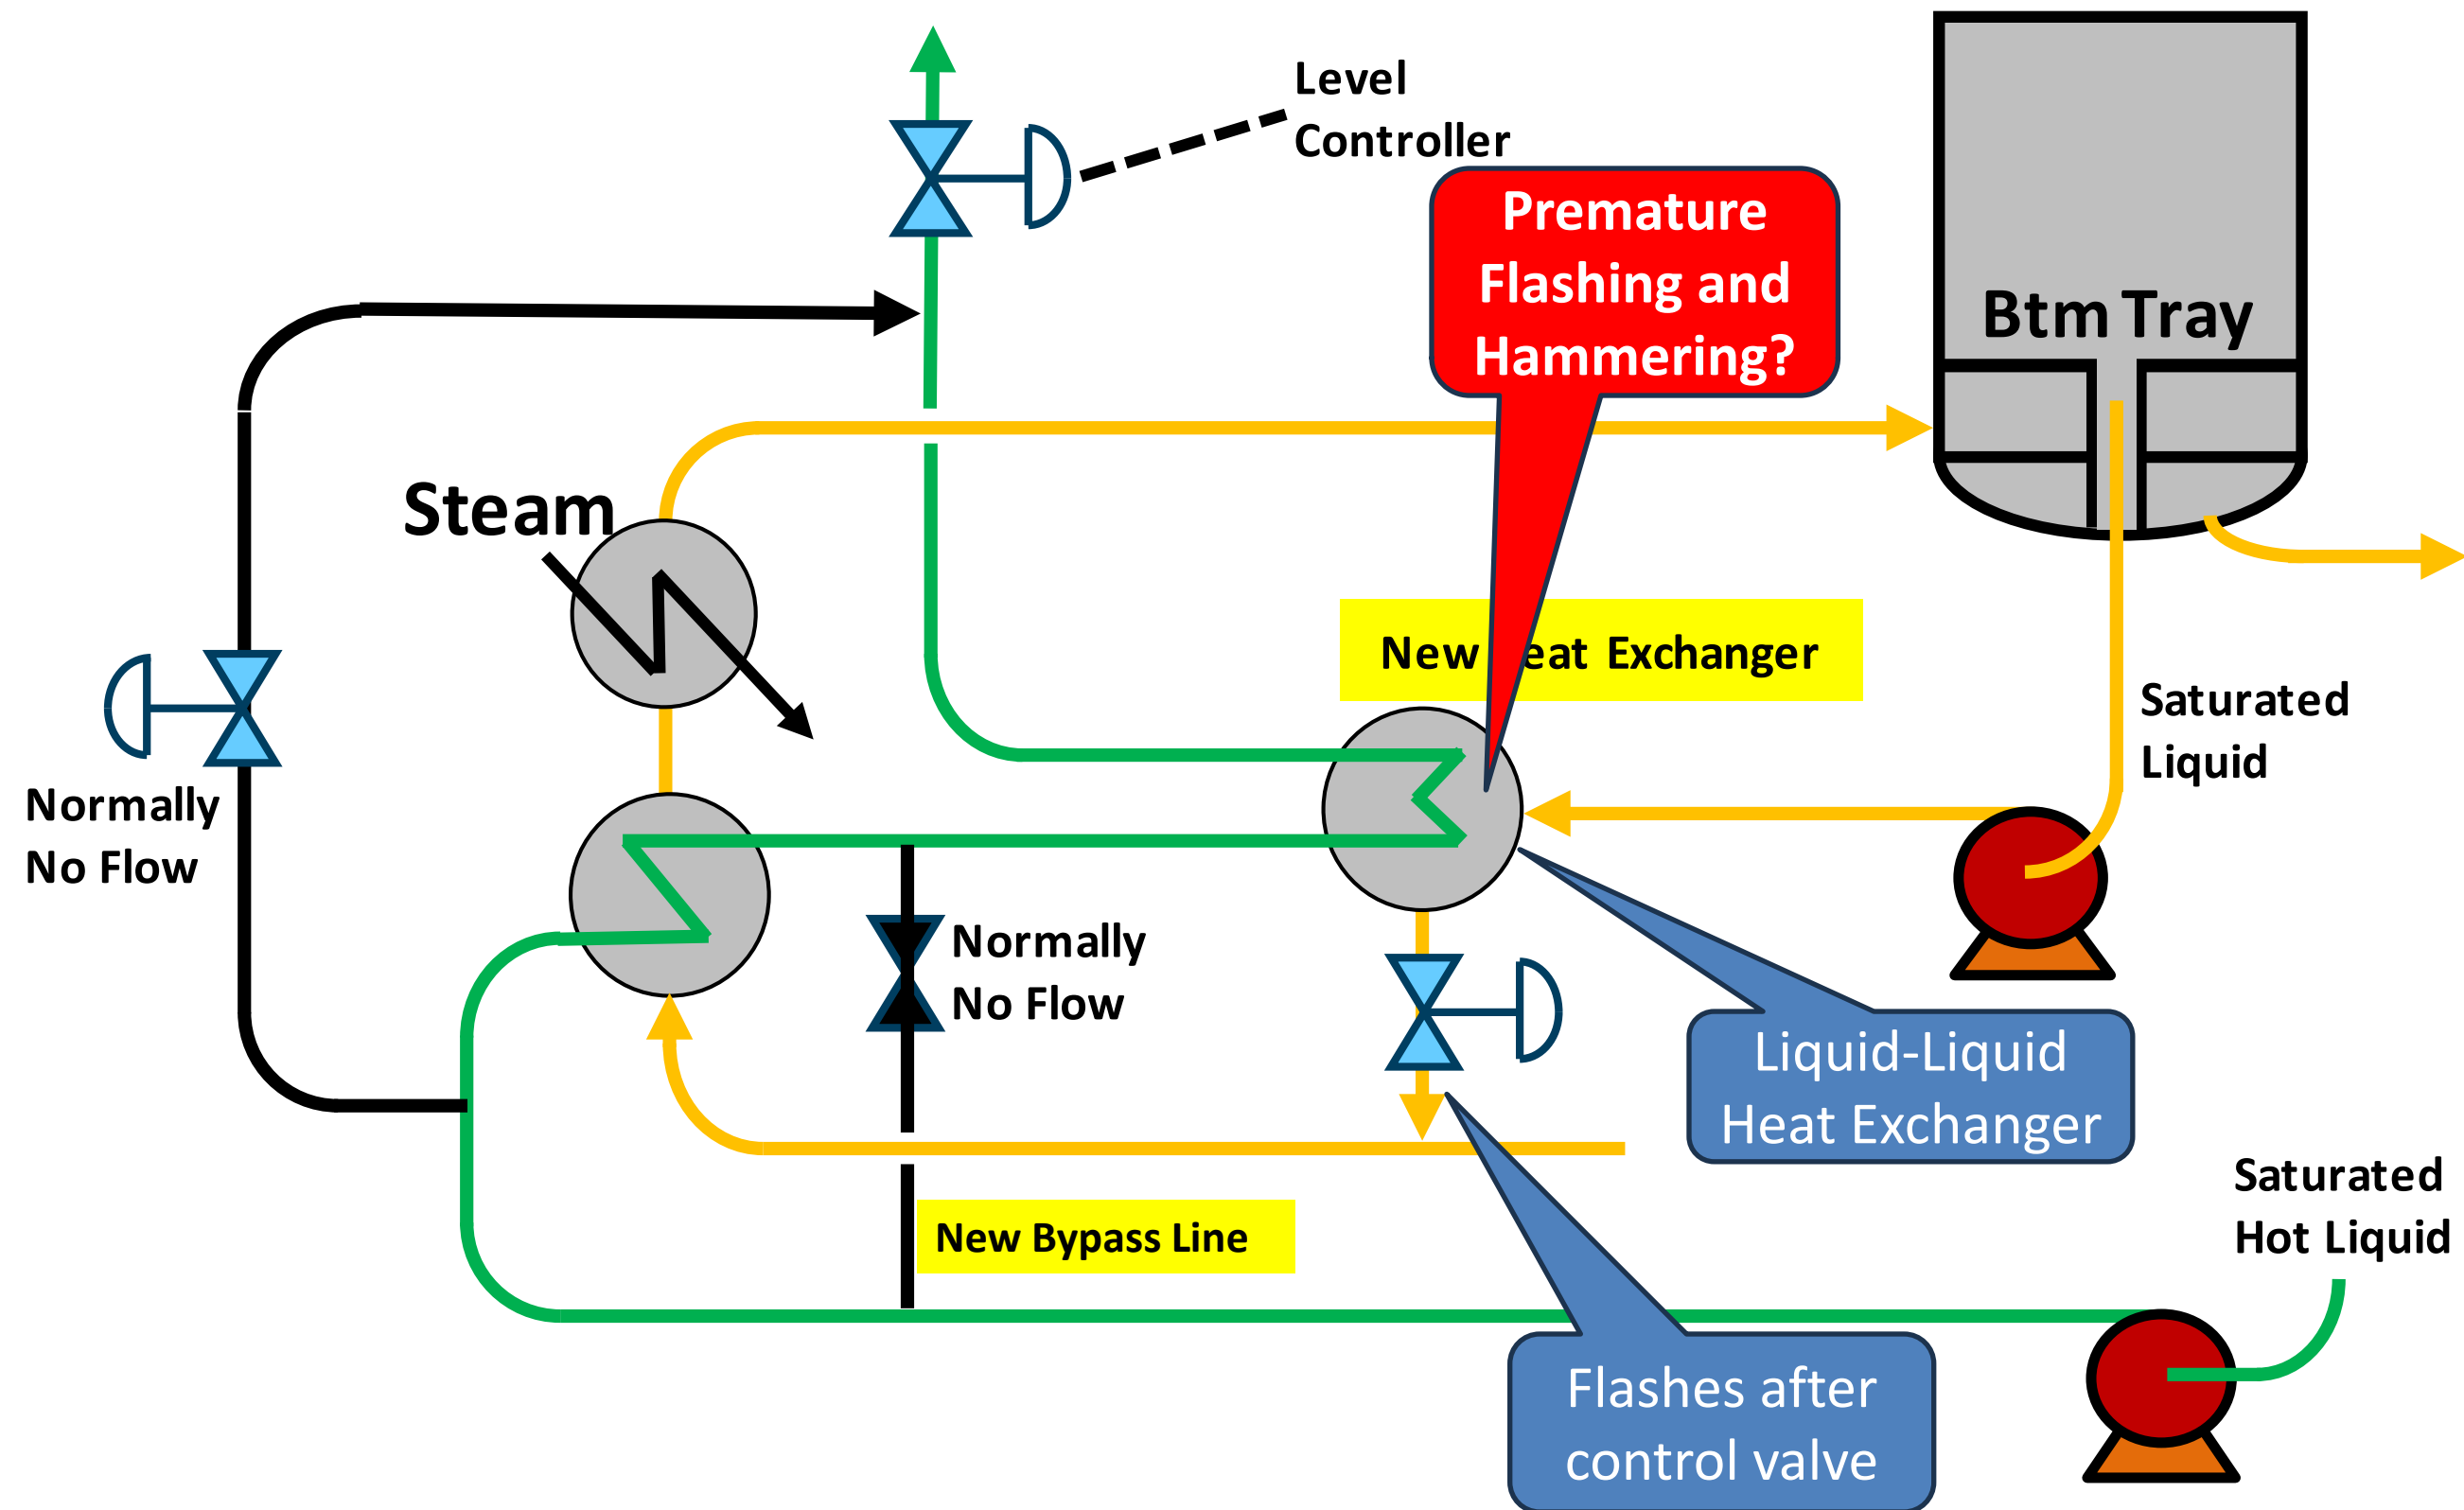 Level
Controller
Premature
Flashing and
Hammering?
Btm Tray
Steam
New Heat Exchanger
Saturated
Liquid
Normally
No Flow
Normally
No Flow
Liquid-Liquid
Heat Exchanger
Saturated
Hot Liquid
New Bypass Line
Flashes after
control valve